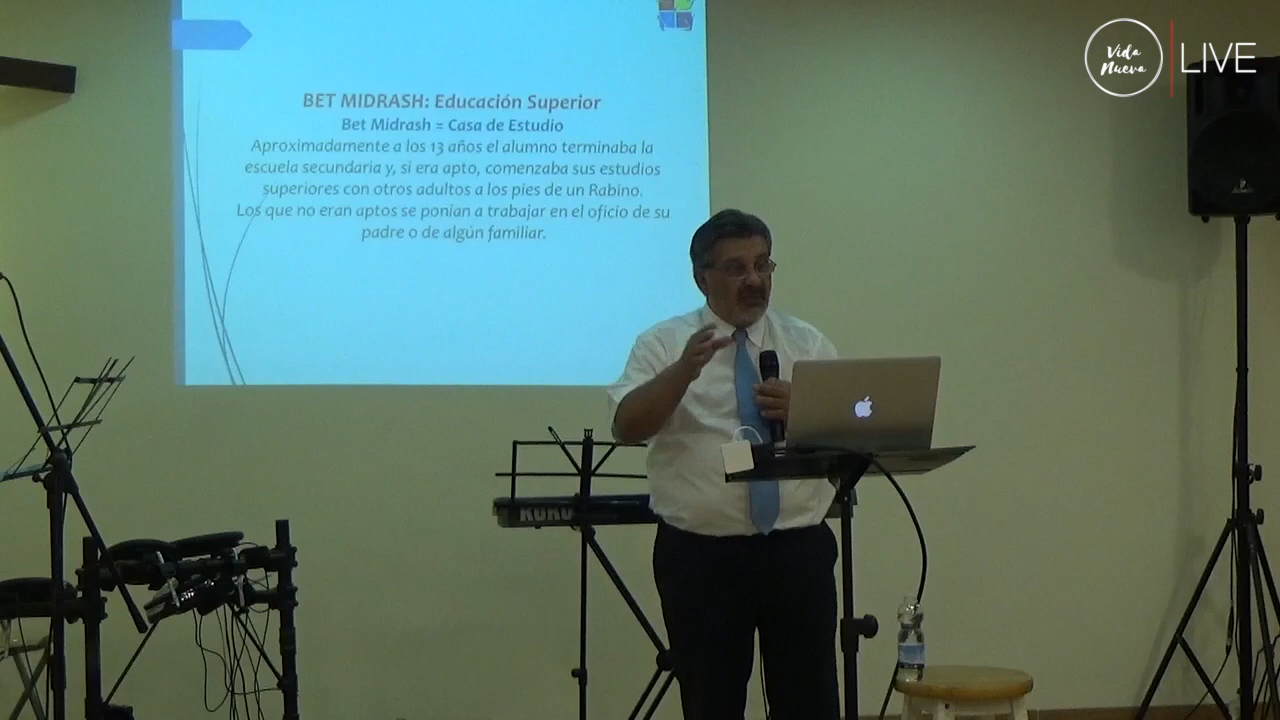 BET MIDRASH: Educación Superior
Bet Midrash = Casa de Estudio
Aproximadamente a los 13 años el alumno terminaba la
escuela secundaria y, si era apto, comenzaba sus estudios
superiores con otros adultos a los pies de un Rabino.
Los que no eran aptos se ponían a trabajar en el oficio de su
padre o de algún familiar.
Vida
Nueva
LIVE
KORG